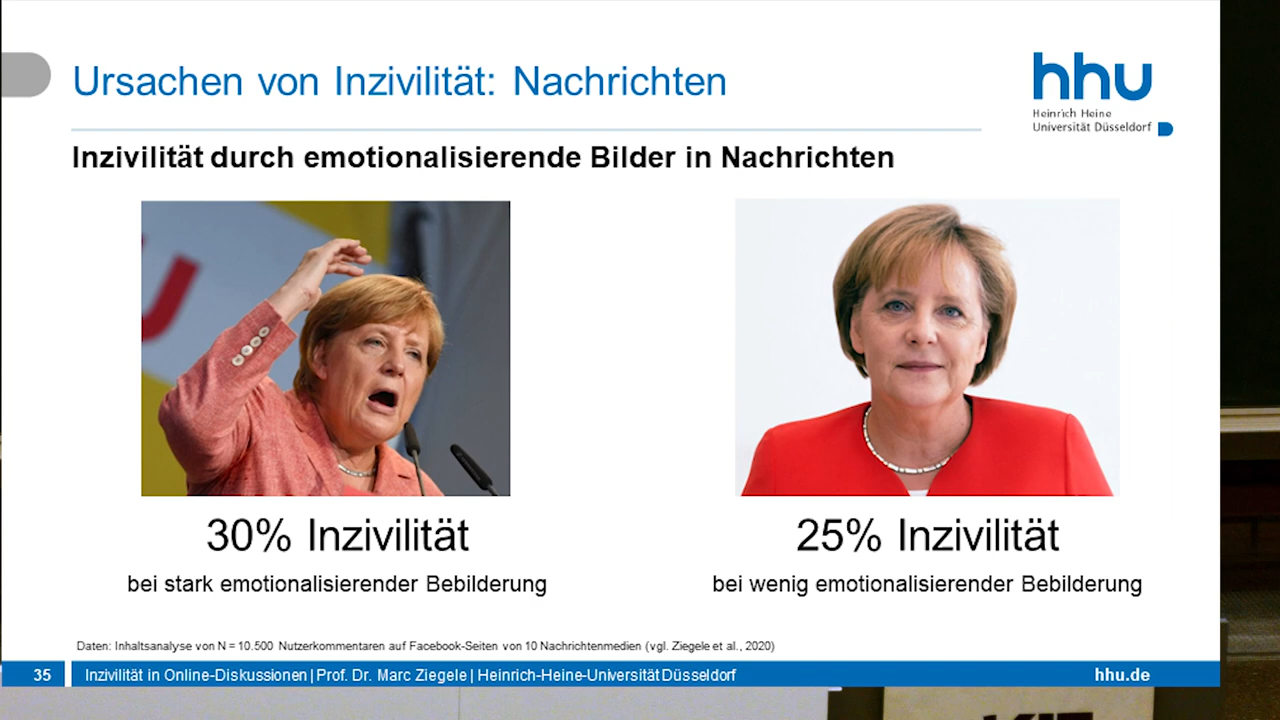 Ursachen von Inzivilität: Nachrichten
hhu
Heinrich Heine
Universität Düsseldorf
Inzivilität durch emotionalisierende Bilder in Nachrichten
30% Inzivilität
bei stark emotionalisierender Bebilderung
25% Inzivilität
bei wenig emotionalisierender Bebilderung
Daten: Inhaltsanalyse von N = 10.500 Nutzerkommentaren auf Facebook-Seiten von 10 Nachrichtenmedien (vgl. Ziegele et al., 2020)
35 Inzivilität in Online-Diskussionen | Prof. Dr. Marc Ziegele | Heinrich-Heine-Universität Düsseldorf hhu.de